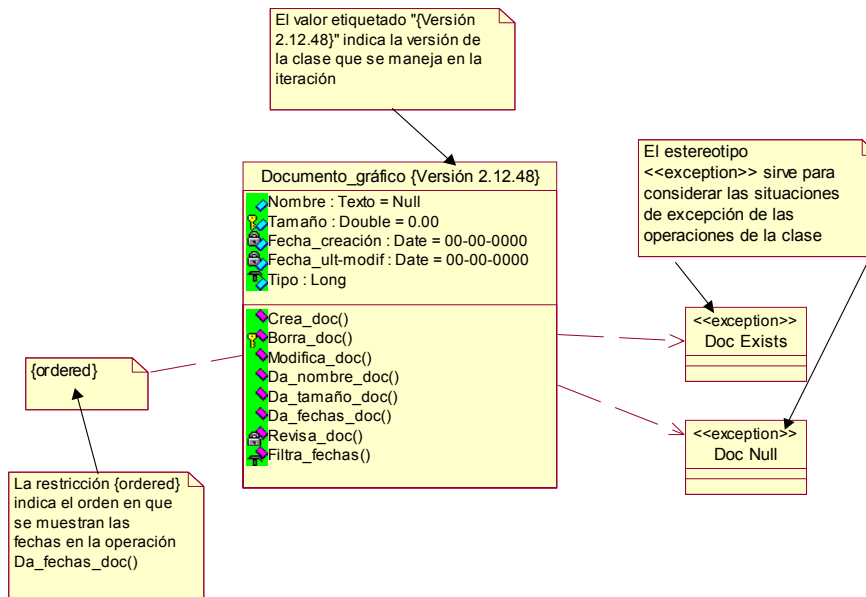 El valor etiquetado "{Versión
2.12.48}" indica la versión de
la clase que se maneja en la
iteración
El estereotipo
<<exception>> sirve para
considerar las situaciones
de excepción de las
operaciones de la clase
Documento_gráfico {Versión 2.12.48}
Nombre : Texto = Null
Tamaño : Double = 0.00
Fecha_creación : Date = 00-00-0000
Fecha_ult-modif : Date = 00-00-0000
Tipo : Long
Crea_doc()
Borra_doc()
Modifica_doc()
Da_nombre_doc()
Da_tamaño_doc()
Da_fechas_doc()
Revisa_doc()
Filtra_fechas()
<<exception>>
Doc Exists
<<exception>>
Doc Null
{ordered}
La restricción {ordered}
indica el orden en que
se muestran las
fechas en la operación
Da_fechas_doc()